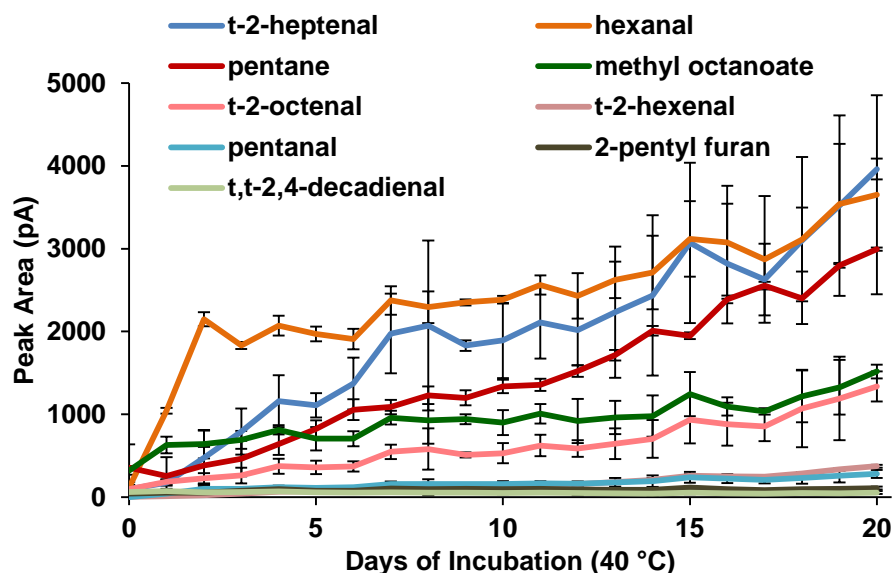 t-2-heptenal hexanal
pentane methyl octanoate
t-2-octenal t-2-hexenal
pentanal 2-pentyl furan
t,t-2,4-decadienal
Peak Area (pA)
5000
4000
3000
2000
1000
0
0 5 10 15 20
Days of Incubation (40 °C)